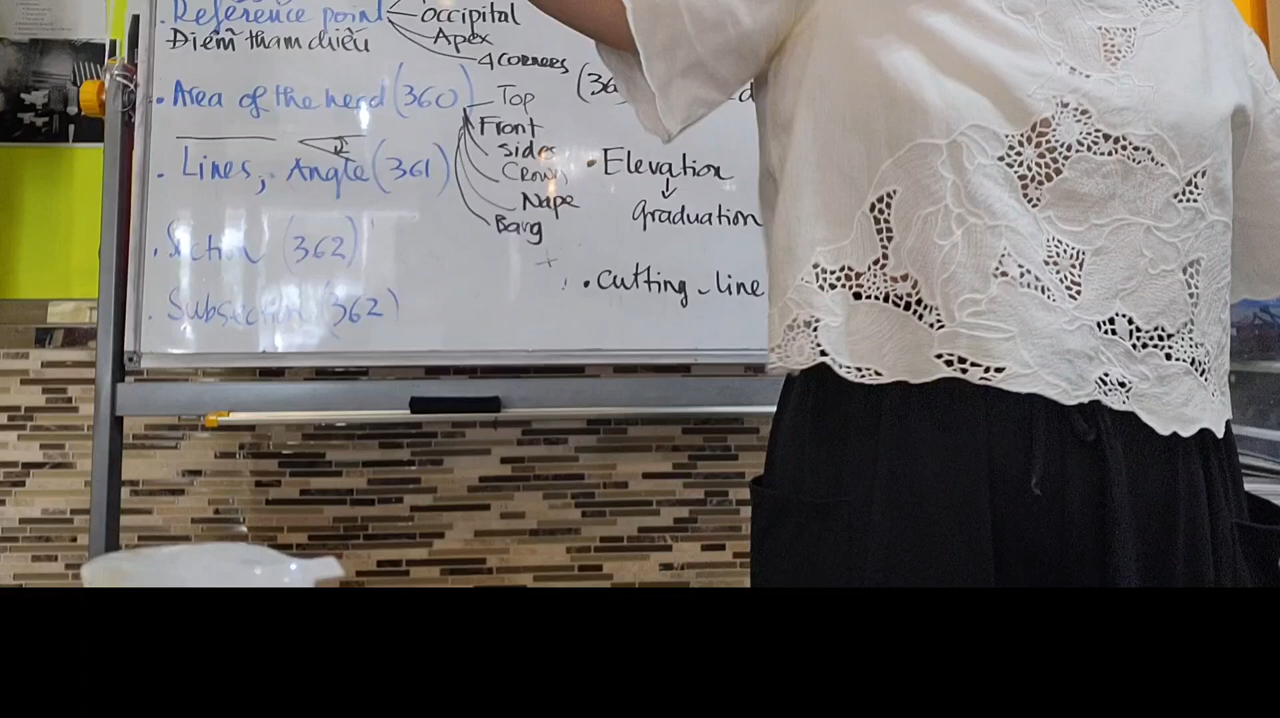 . Reference point
occipital
Apex
4 corners
Điểm tham chiếu
• Area of the head (360)
Top
Front
Sides
Crown
Nape
Bang
. Lines, Angle (361)
. Section (362)
. Subsection (362)
(36
• Elevation
graduation
• cutting-line